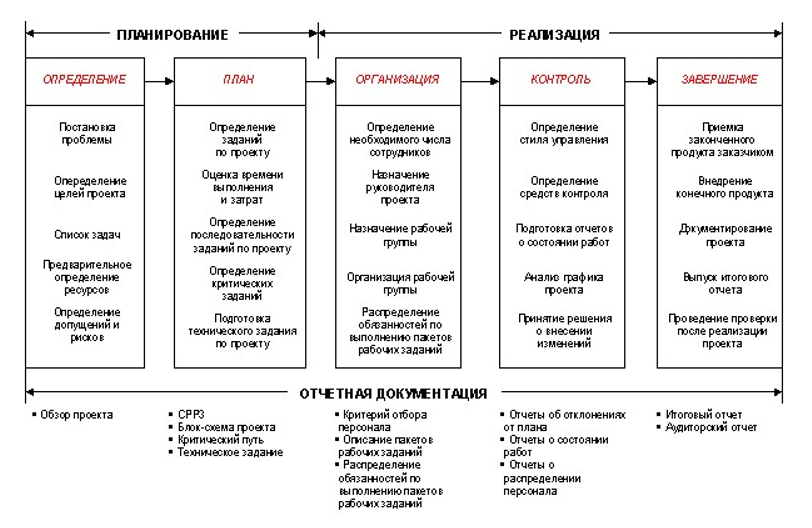 ПЛАНИРОВАНИЕ
РЕАЛИЗАЦИЯ
ОПРЕДЕЛЕНИЕ
ПЛАН
ОРГАНИЗАЦИЯ
КОНТРОЛЬ
ЗАВЕРШЕНИЕ
Постановка
проблемы
Опеределение
целей проекта
Список задач
Предварительное
определение
ресурсов
Определение
допущений и
рисков
Определение
заданий
по проекту
Оценка времени
выполнения
и затрат
Определение
последовательности
заданий по проекту
Определение
критических
заданий
Подготовка
технического задания
по проекту
Определение
необходимого числа
сотрудников
Назначение
руководителя
проекта
Назначение рабочей
группы
Организация рабочей
группы
Распределение
обязанностей по
выполнению пакетов
рабочих заданий
Определение
стиля управления
Определение
средств контроля
Подготовка отчетов
о состоянии работ
Анализ графика
проекта
Принятие решения
о внесении
изменений
Приемка
законченного
продукта заказчиком
Внедрение
конечного продукта
Документирование
проекта
Выпуск итогового
отчета
Проведение проверки
после реализации
проекта
ОТЧЕТНАЯ ДОКУМЕНТАЦИЯ
▪ Обзор проекта
▪ СРРЗ
▪ Блок-схема проекта
▪ Критический путь
▪ Техническое задание
▪ Критерий отбора
персонала
▪ Описание пакетов
рабочих заданий
▪ Распределение
обязанностей по
выполнению пакетов
рабочих заданий
▪ Отчеты об отклонениях
от плана
▪ Отчеты о состоянии
работ
▪ Отчеты о
распределении
персонала
▪ Итоговый отчет
▪ Аудиторский отчет